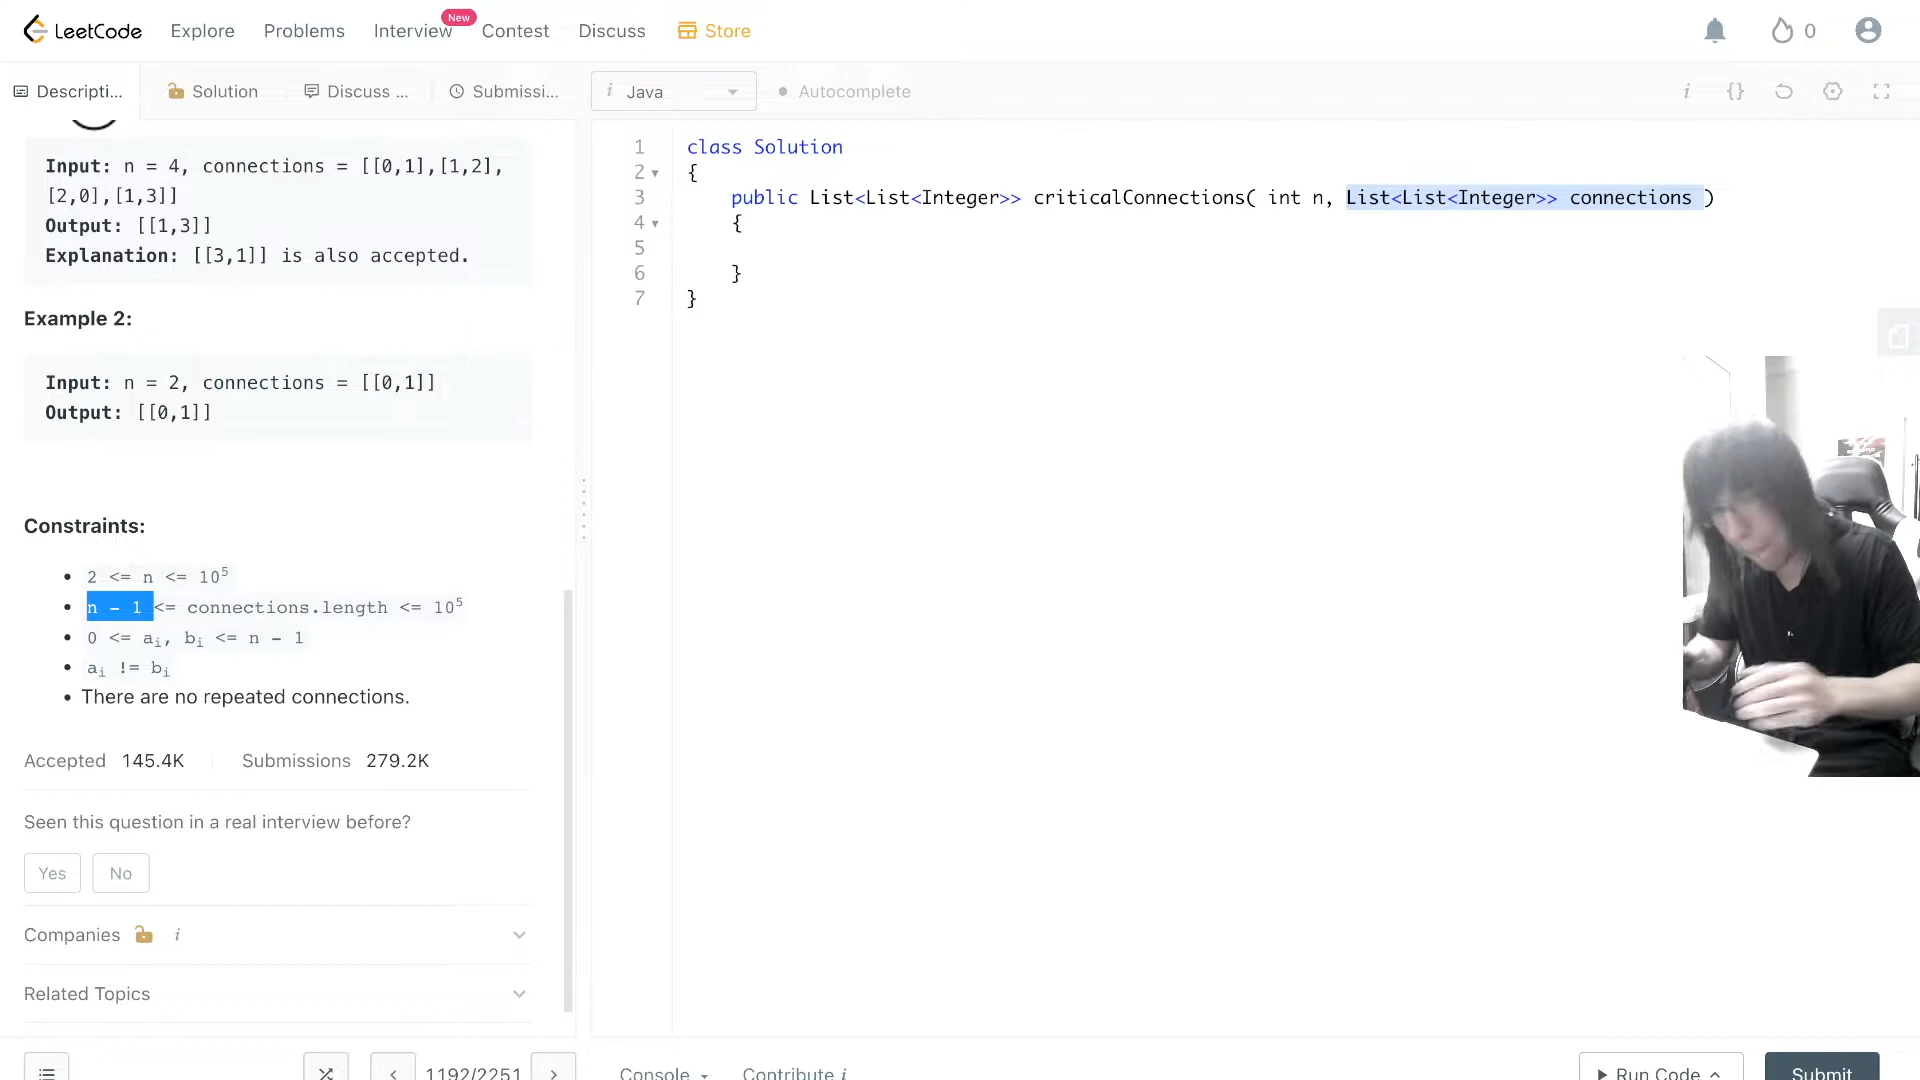 LeetCode Explore Problems Interview New Contest Discuss Store 0
Descripti... Solution Discuss ... Submissi... i Java Autocomplete i {}
Input: n = 4, connections = [[0,1],[1,2],
[2,0],[1,3]]
Output: [[1,3]]
Explanation: [[3,1]] is also accepted.
Example 2:
Input: n = 2, connections = [[0,1]]
Output: [[0,1]]
Constraints:
• 2 <= n <= 10⁵
• n - 1 <= connections.length <= 10⁵
• 0 <= aᵢ, bᵢ <= n - 1
• aᵢ != bᵢ
• There are no repeated connections.
Accepted 145.4K Submissions 279.2K
Seen this question in a real interview before?
Yes No
Companies i
Related Topics
1192/2251
1 class Solution
2 {
3 public List<List<Integer>> criticalConnections( int n, List<List<Integer>> connections )
4 {
5
6 }
7 }
Console Contribute i Run Code Submit